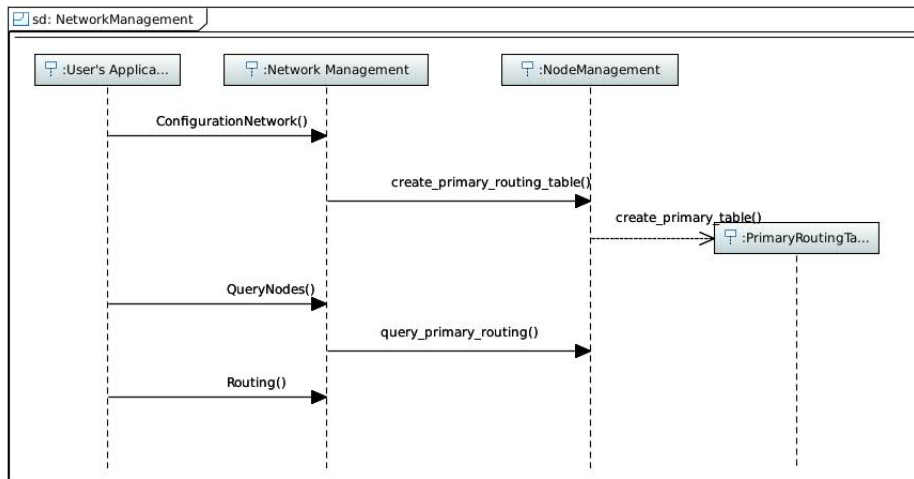 sd: NetworkManagement
:User's Applica...
:Network Management
:NodeManagement
ConfigurationNetwork()
create_primary_routing_table()
create_primary_table()
:PrimaryRoutingTa...
QueryNodes()
query_primary_routing()
Routing()